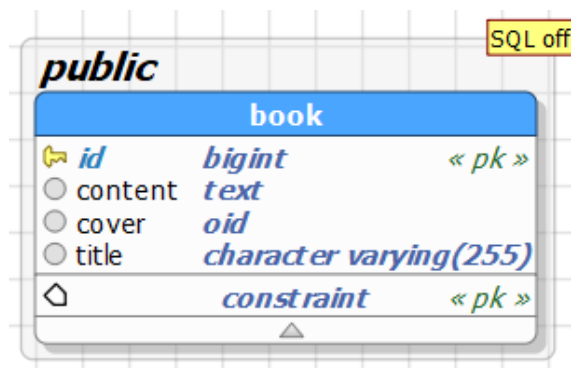 SQL off
public
book
id bigint « pk »
content text
cover oid
title character varying(255)
constraint « pk »